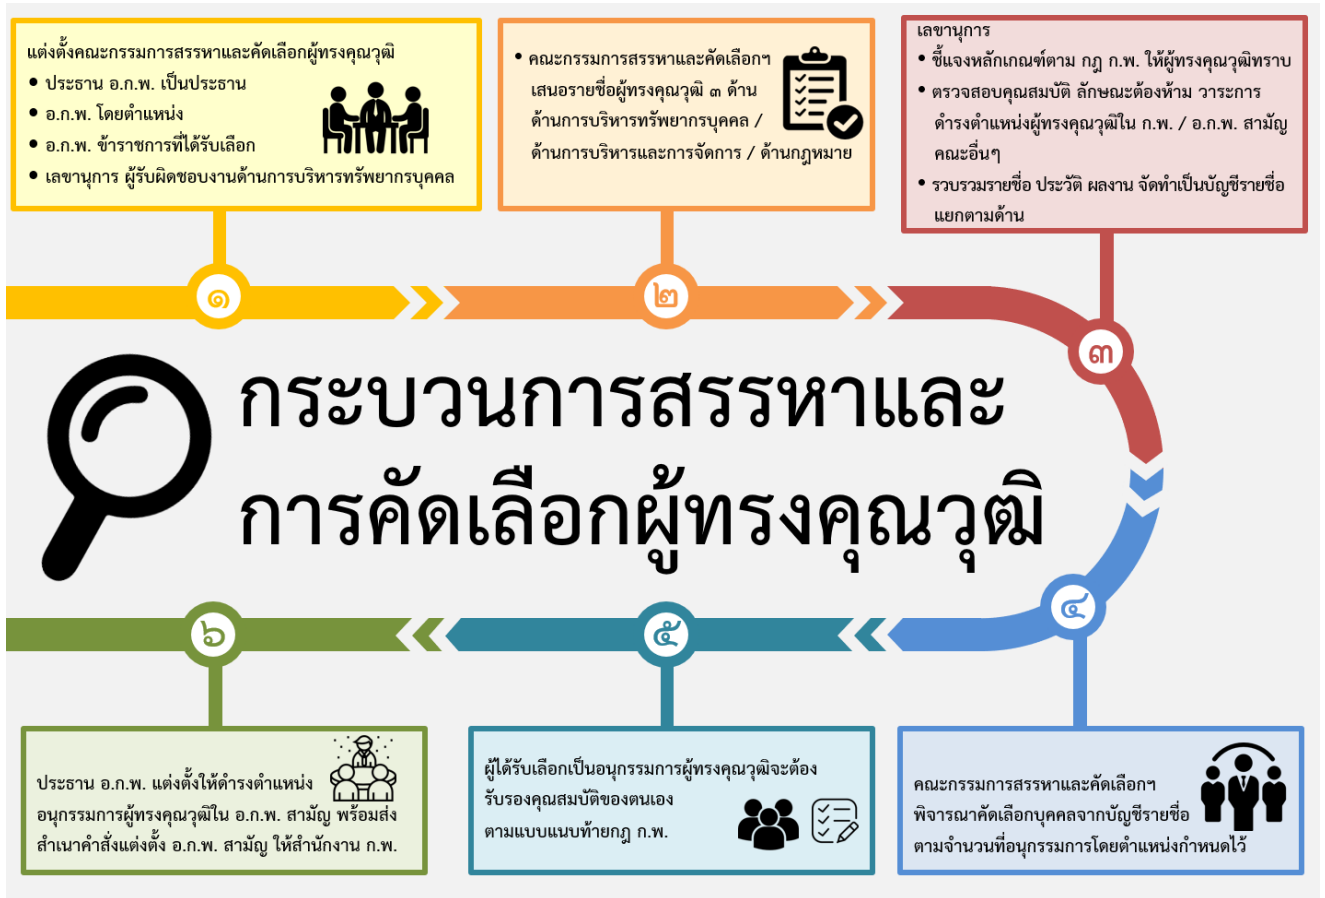 แต่งตั้งคณะกรรมการสรรหาและคัดเลือกผู้ทรงคุณวุฒิ
• ประธาน อ.ก.พ. เป็นประธาน
• อ.ก.พ. โดยตำแหน่ง
• อ.ก.พ. ข้าราชการที่ได้รับเลือก
• เลขานุการ ผู้รับผิดชอบงานด้านการบริหารทรัพยากรบุคคล
๑
• คณะกรรมการสรรหาและคัดเลือกฯ
เสนอรายชื่อผู้ทรงคุณวุฒิ ๓ ด้าน
ด้านการบริหารทรัพยากรบุคคล /
ด้านการบริหารและการจัดการ / ด้านกฎหมาย
๒
เลขานุการ
• ชี้แจงหลักเกณฑ์ตาม กฎ ก.พ. ให้ผู้ทรงคุณวุฒิทราบ
• ตรวจสอบคุณสมบัติ ลักษณะต้องห้าม วาระการ
ดำรงตำแหน่งผู้ทรงคุณวุฒิใน ก.พ. / อ.ก.พ. สามัญ
คณะอื่นๆ
• รวบรวมรายชื่อ ประวัติ ผลงาน จัดทำเป็นบัญชีรายชื่อ
แยกตามด้าน
๓
กระบวนการสรรหาและ
การคัดเลือกผู้ทรงคุณวุฒิ
๔
คณะกรรมการสรรหาและคัดเลือกฯ
พิจารณาคัดเลือกบุคคลจากบัญชีรายชื่อ
ตามจำนวนที่อนุกรรมการโดยตำแหน่งกำหนดไว้
๕
ผู้ได้รับเลือกเป็นอนุกรรมการผู้ทรงคุณวุฒิจะต้อง
รับรองคุณสมบัติของตนเอง
ตามแบบแนบท้ายกฎ ก.พ.
๖
ประธาน อ.ก.พ. แต่งตั้งให้ดำรงตำแหน่ง
อนุกรรมการผู้ทรงคุณวุฒิใน อ.ก.พ. สามัญ พร้อมส่ง
สำเนาคำสั่งแต่งตั้ง อ.ก.พ. สามัญ ให้สำนักงาน ก.พ.